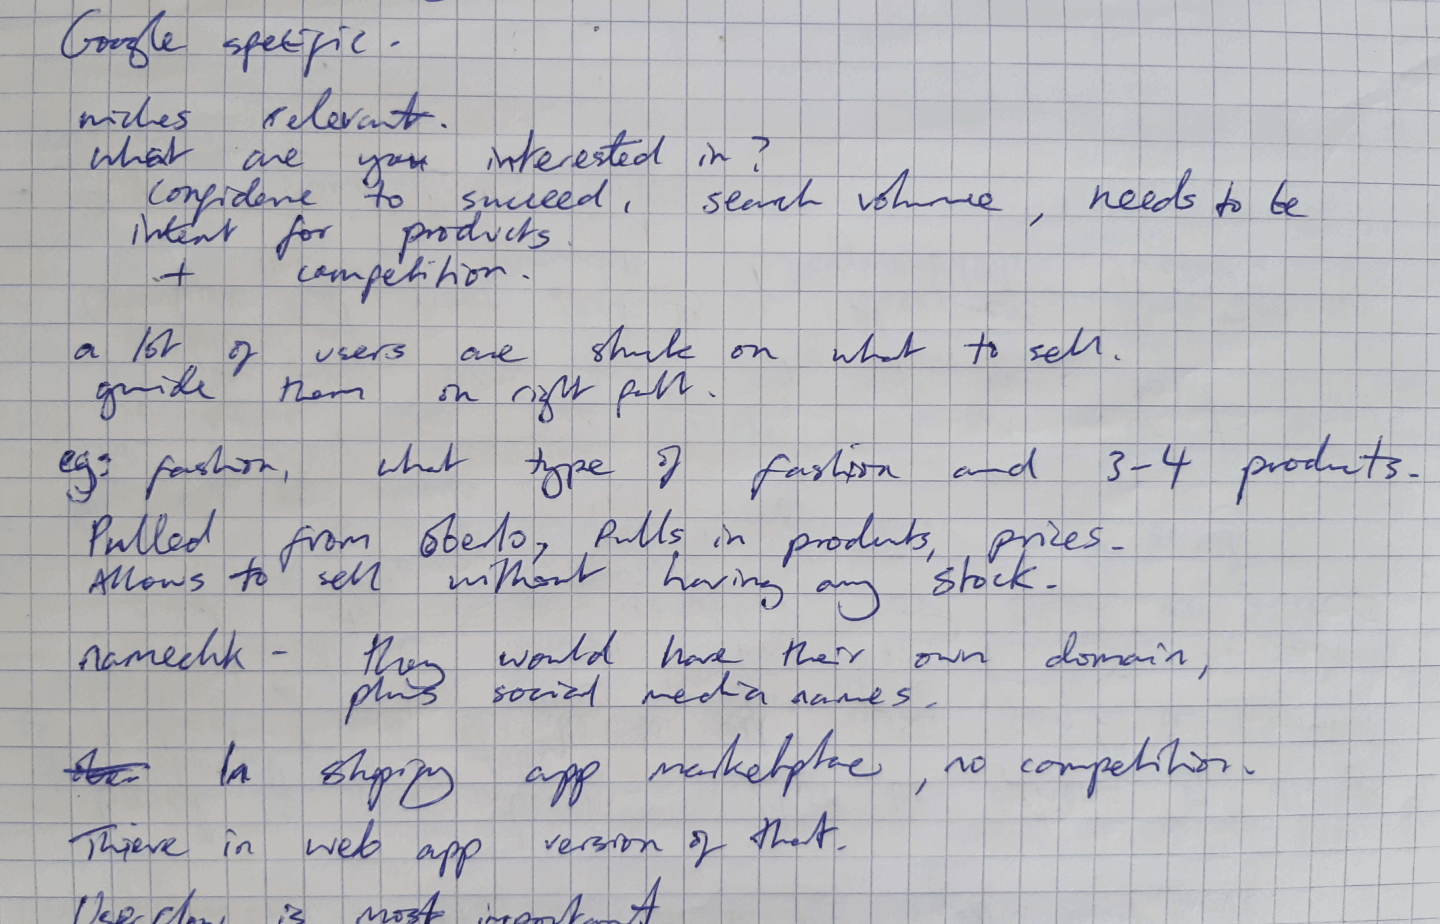 Google specific.
niches relevant.
what are you interested in?
confidence to succeed, search volume, needs to be
intent for products
+ competition.
a lot of users are stuck on what to sell.
guide them on right path.
eg: fashion, what type of fashion and 3-4 products.
Pulled from Oberlo, Pulls in products, prices.
Allows to sell without having any stock.
namechk - they would have their own domain,
plus social media names.
In shopify app marketplace, no competition.
in web app version of that.
is most important